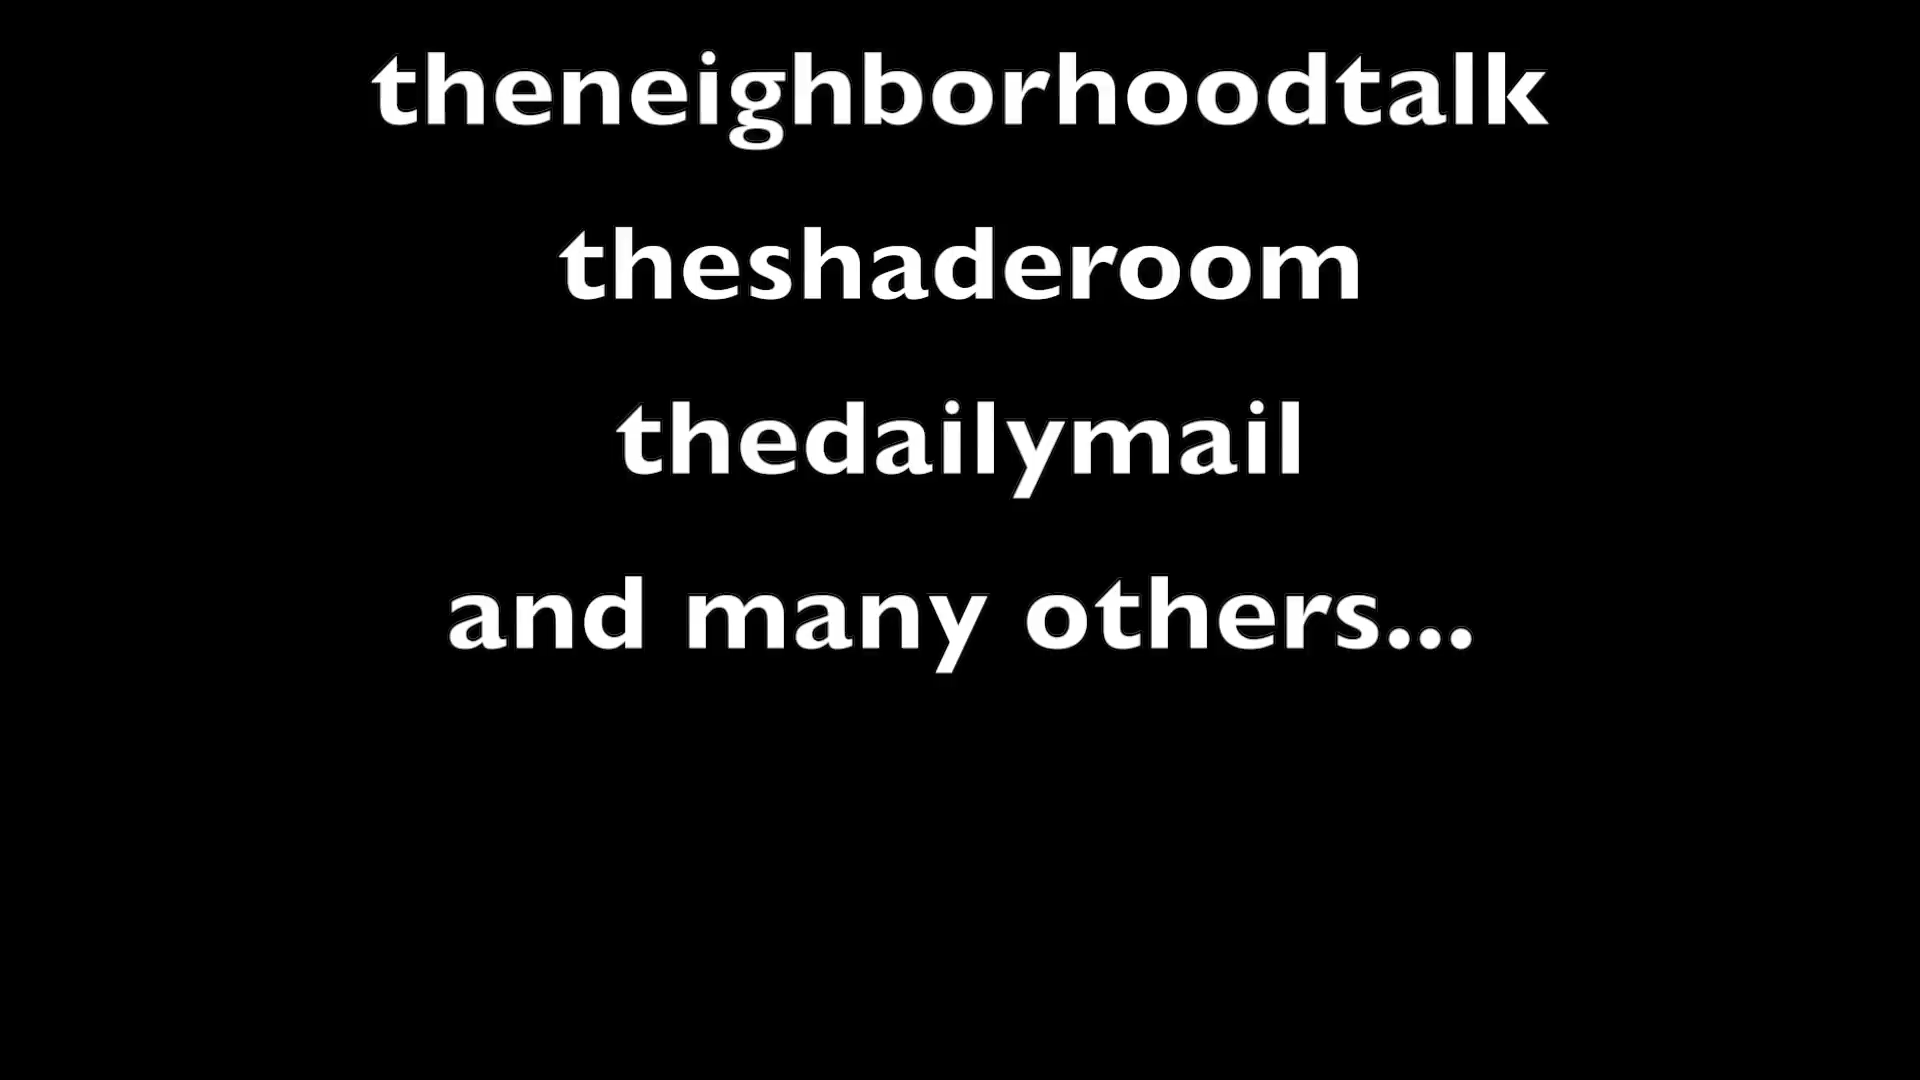 theneighborhoodtalk
theshaderoom
thedailymail
and many others...